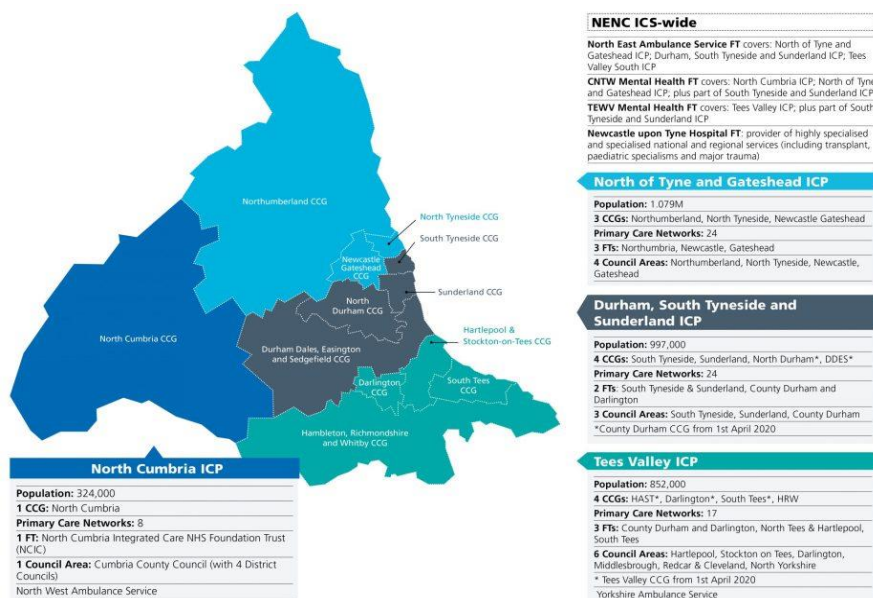 NENC ICS-wide
North East Ambulance Service FT covers: North of Tyne and
Gateshead ICP; Durham, South Tyneside and Sunderland ICP; Tees
Valley South ICP
CNTW Mental Health FT covers: North Cumbria ICP; North of Tyne
and Gateshead ICP; plus part of South Tyneside and Sunderland ICP
TEWV Mental Health FT covers: Tees Valley ICP; plus part of South
Tyneside and Sunderland ICP
Newcastle upon Tyne Hospital FT: provider of highly specialised
and specialised national and regional services (including transplant,
paediatric specialisms and major trauma)
Northumberland CCG
North Tyneside CCG
South Tyneside CCG
Newcastle
Gateshead
CCG
Sunderland CCG
North
Durham CCG
North Cumbria CCG
Hartlepool &
Stockton-on-Tees CCG
Durham Dales, Easington
and Sedgefield CCG
Darlington
CCG
South Tees
CCG
Hambleton, Richmondshire
and Whitby CCG
North of Tyne and Gateshead ICP
Population: 1.079M
3 CCGs: Northumberland, North Tyneside, Newcastle Gateshead
Primary Care Networks: 24
3 FTs: Northumbria, Newcastle, Gateshead
4 Council Areas: Northumberland, North Tyneside, Newcastle,
Gateshead
Durham, South Tyneside and
Sunderland ICP
Population: 997,000
4 CCGs: South Tyneside, Sunderland, North Durham*, DDES*
Primary Care Networks: 24
2 FTs: South Tyneside & Sunderland, County Durham and
Darlington
3 Council Areas: South Tyneside, Sunderland, County Durham
*County Durham CCG from 1st April 2020
North Cumbria ICP
Population: 324,000
1 CCG: North Cumbria
Primary Care Networks: 8
1 FT: North Cumbria Integrated Care NHS Foundation Trust
(NCIC)
1 Council Area: Cumbria County Council (with 4 District
Councils)
North West Ambulance Service
Tees Valley ICP
Population: 852,000
4 CCGs: HAST*, Darlington*, South Tees*, HRW
Primary Care Networks: 17
3 FTs: County Durham and Darlington, North Tees & Hartlepool,
South Tees
6 Council Areas: Hartlepool, Stockton on Tees, Darlington,
Middlesbrough, Redcar & Cleveland, North Yorkshire
* Tees Valley CCG from 1st April 2020
Yorkshire Ambulance Service